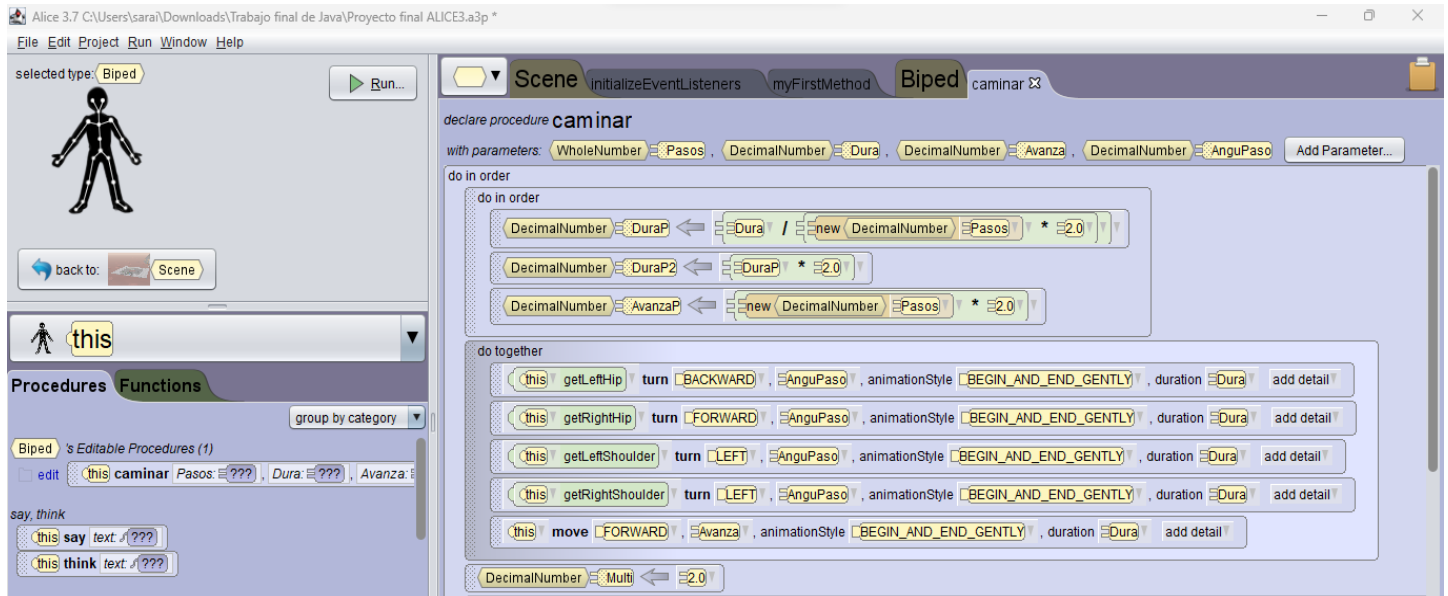 Alice 3.7 C:\Users\sarai\Downloads\Trabajo final de Java\Proyecto final ALICE3.a3p *
File Edit Project Run Window Help
selected type: Biped
Run...
back to: Scene
this
Procedures Functions
group by category
Biped 's Editable Procedures (1)
edit this caminar Pasos: ??? , Dura: ??? , Avanza:
say, think
this say text: ???
this think text: ???
Scene initializeEventListeners myFirstMethod Biped caminar
declare procedure caminar
with parameters: WholeNumber Pasos , DecimalNumber Dura , DecimalNumber Avanza , DecimalNumber AnguPaso Add Parameter...
do in order
do in order
DecimalNumber DuraP Dura / new DecimalNumber Pasos * 2.0
DecimalNumber DuraP2 DuraP * 2.0
DecimalNumber AvanzaP new DecimalNumber Pasos * 2.0
do together
this getLeftHip turn BACKWARD , AnguPaso , animationStyle BEGIN_AND_END_GENTLY , duration Dura add detail
this getRightHip turn FORWARD , AnguPaso , animationStyle BEGIN_AND_END_GENTLY , duration Dura add detail
this getLeftShoulder turn LEFT , AnguPaso , animationStyle BEGIN_AND_END_GENTLY , duration Dura add detail
this getRightShoulder turn LEFT , AnguPaso , animationStyle BEGIN_AND_END_GENTLY , duration Dura add detail
this move FORWARD , Avanza , animationStyle BEGIN_AND_END_GENTLY , duration Dura add detail
DecimalNumber Multi 2.0